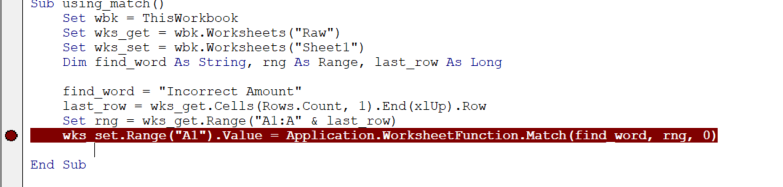 Sub using_match()
Set wbk = ThisWorkbook
Set wks_get = wbk.Worksheets("Raw")
Set wks_set = wbk.Worksheets("Sheet1")
Dim find_word As String, rng As Range, last_row As Long
find_word = "Incorrect Amount"
last_row = wks_get.Cells(Rows.Count, 1).End(xlUp).Row
Set rng = wks_get.Range("A1:A" & last_row)
wks_set.Range("A1").Value = Application.WorksheetFunction.Match(find_word, rng, 0)
End Sub